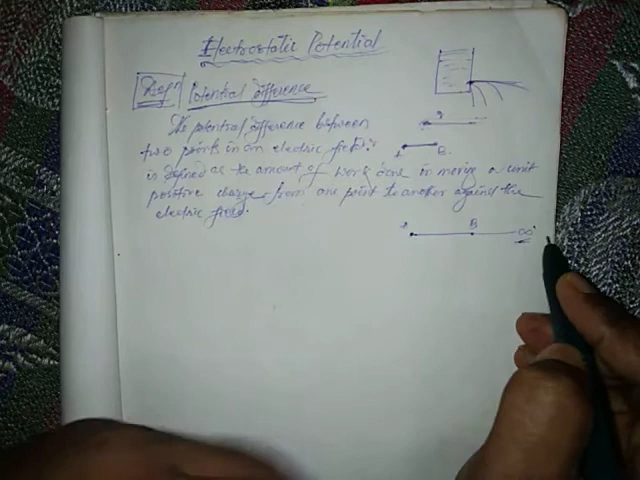 Electrostatic Potential
Defn Potential Difference
The potential difference between
two points in an electric field
is defined as the amount of work done in moving a unit
positive charge from one point to another against the
electric field.
A B
B ∞